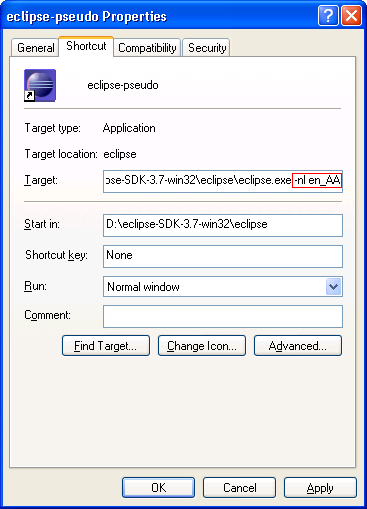 eclipse-pseudo Properties
General Shortcut Compatibility Security
eclipse-pseudo
Target type: Application
Target location: eclipse
Target: ose-SDK-3.7-win32\eclipse\eclipse.exe -nl en_AA
Start in: D:\eclipse-SDK-3.7-win32\eclipse
Shortcut key: None
Run: Normal window
Comment:
Find Target... Change Icon... Advanced...
OK Cancel Apply